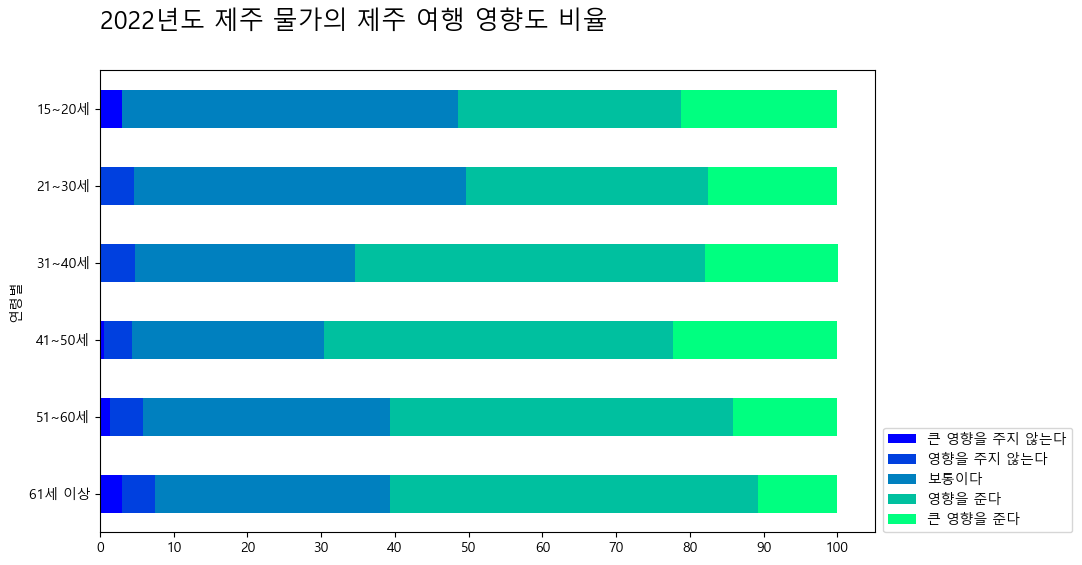 2022년도 제주 물가의 제주 여행 영향도 비율
연령별
15~20세
21~30세
31~40세
41~50세
51~60세
61세 이상
0 10 20 30 40 50 60 70 80 90 100
큰 영향을 주지 않는다
영향을 주지 않는다
보통이다
영향을 준다
큰 영향을 준다